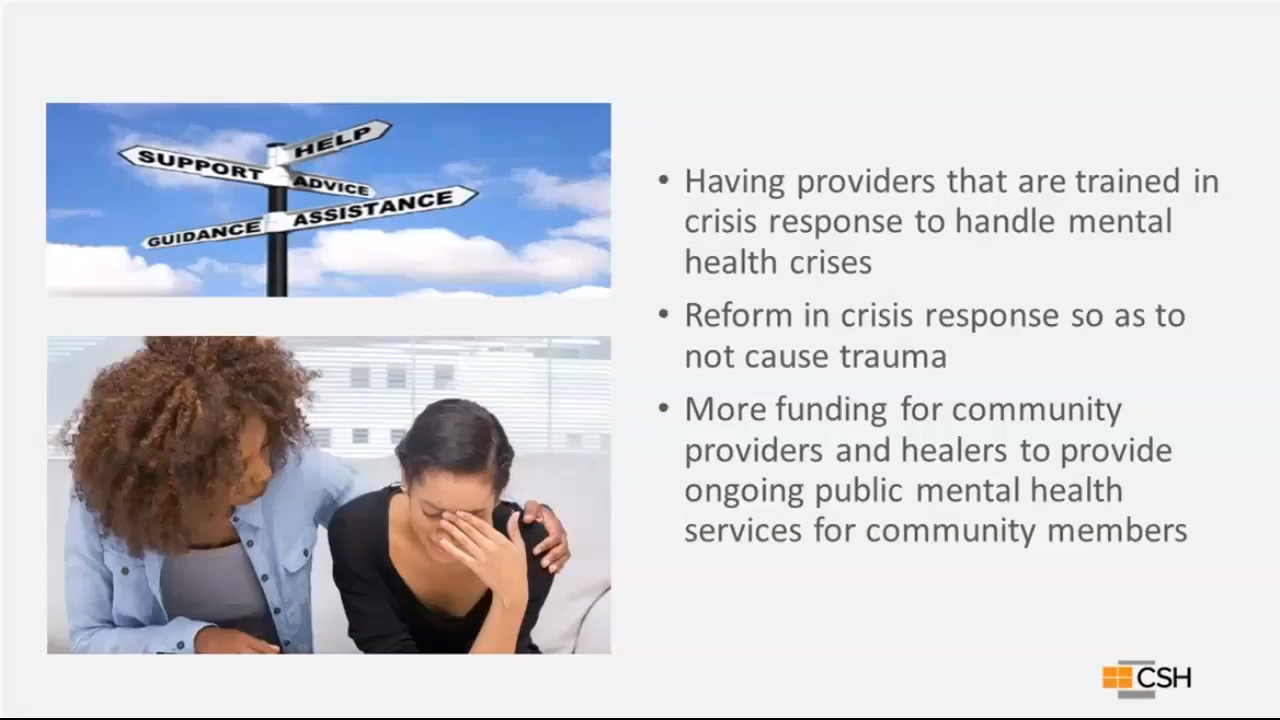 HELP
SUPPORT
ADVICE
ASSISTANCE
GUIDANCE
• Having providers that are trained in
crisis response to handle mental
health crises
• Reform in crisis response so as to
not cause trauma
• More funding for community
providers and healers to provide
ongoing public mental health
services for community members
CSH